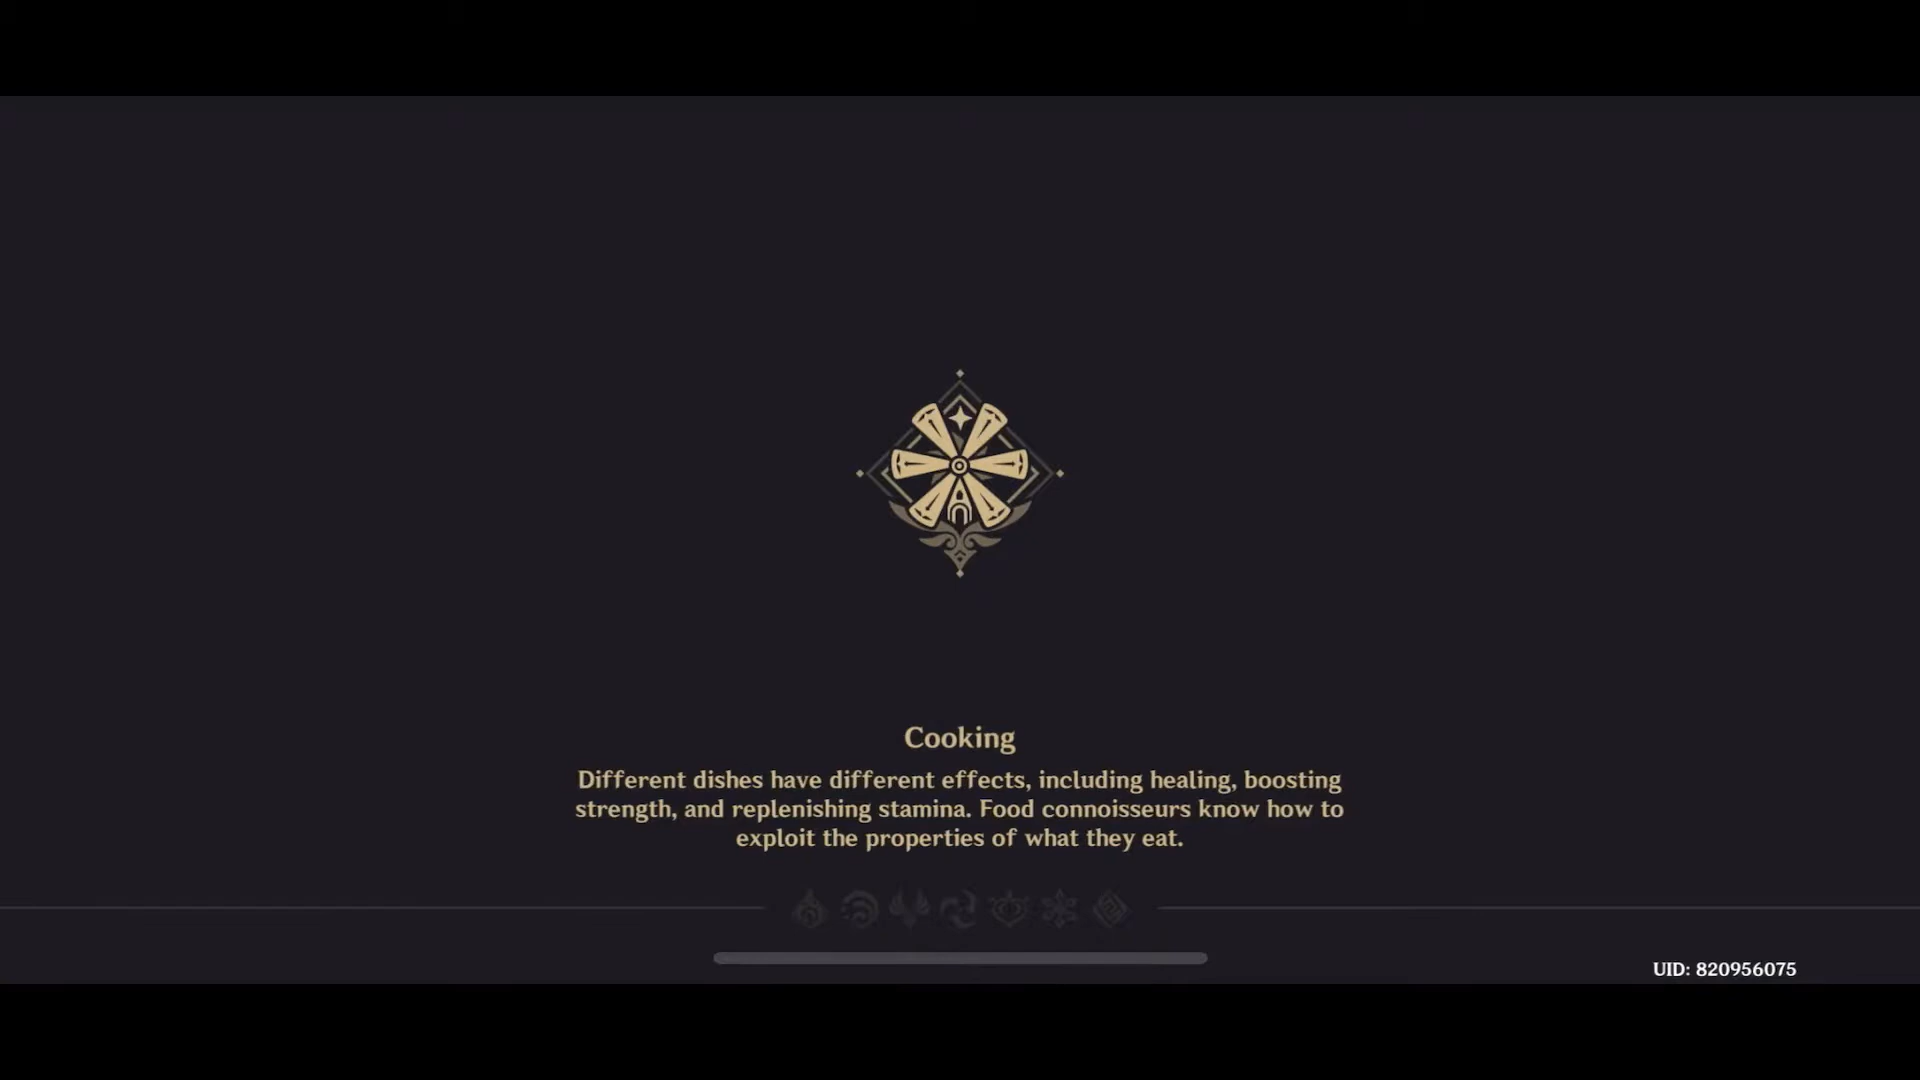 Cooking
Different dishes have different effects, including healing, boosting
strength, and replenishing stamina. Food connoisseurs know how to
exploit the properties of what they eat.
UID: 820956075